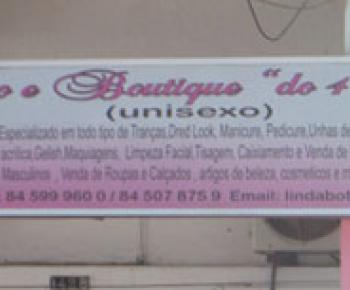 o e Boutique "do 4
(unisexo)
Especializado em todo tipo de Tranças,Dred Look, Manicure, Pedicure,Unhas de
acrilica,Gelish,Maquiagens, Limpeza Facial,Tisagem, Caixiamento e Venda de
Masculinos , Venda de Roupas e Calçados , artigos de beleza, cosmeticos e m
: 84 599 960 0 / 84 507 875 9 Email: lindabot